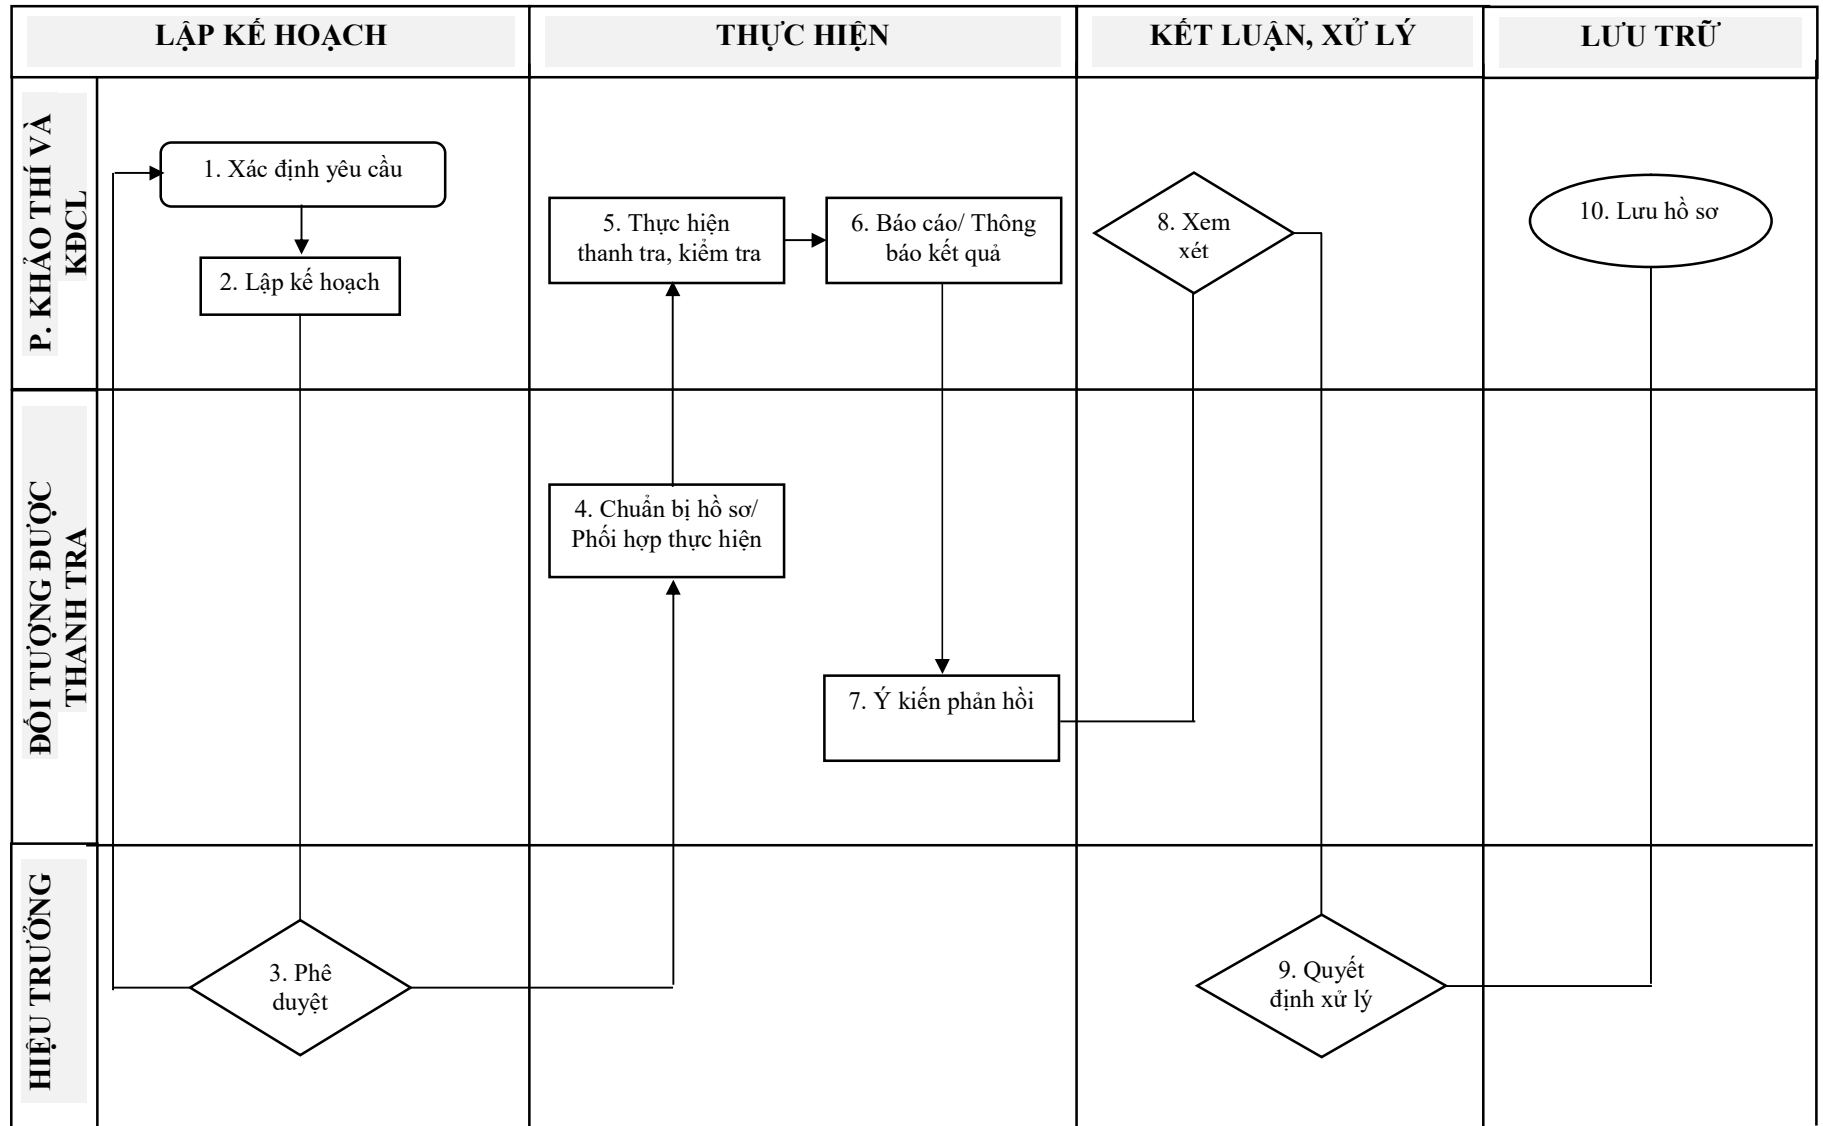 LẬP KẾ HOẠCH
THỰC HIỆN
KẾT LUẬN, XỬ LÝ
LƯU TRỮ
P. KHẢO THÍ VÀ
KĐCL
1. Xác định yêu cầu
2. Lập kế hoạch
5. Thực hiện
thanh tra, kiểm tra
6. Báo cáo/ Thông
báo kết quả
8. Xem
xét
10. Lưu hồ sơ
ĐỐI TƯỢNG ĐƯỢC
THANH TRA
4. Chuẩn bị hồ sơ/
Phối hợp thực hiện
7. Ý kiến phản hồi
HIỆU TRƯỞNG
3. Phê
duyệt
9. Quyết
định xử lý